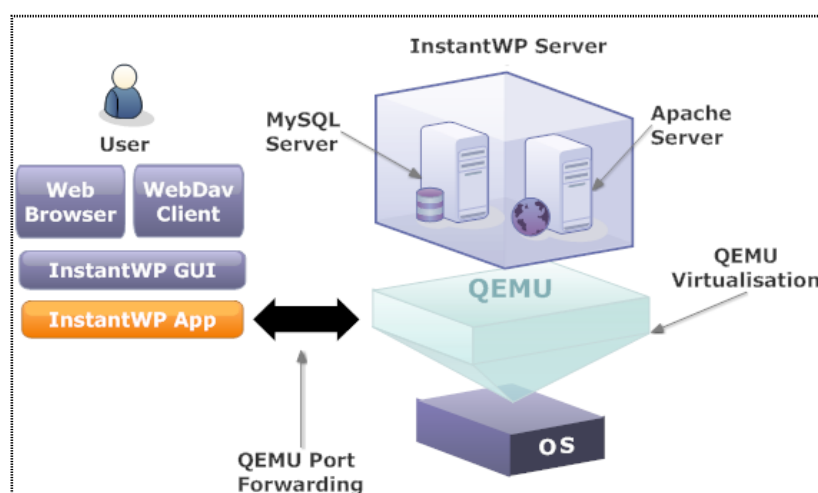 InstantWP Server
MySQL
Server
Apache
Server
User
Web
Browser
WebDav
Client
InstantWP GUI
InstantWP App
QEMU
QEMU
Virtualisation
OS
QEMU Port
Forwarding